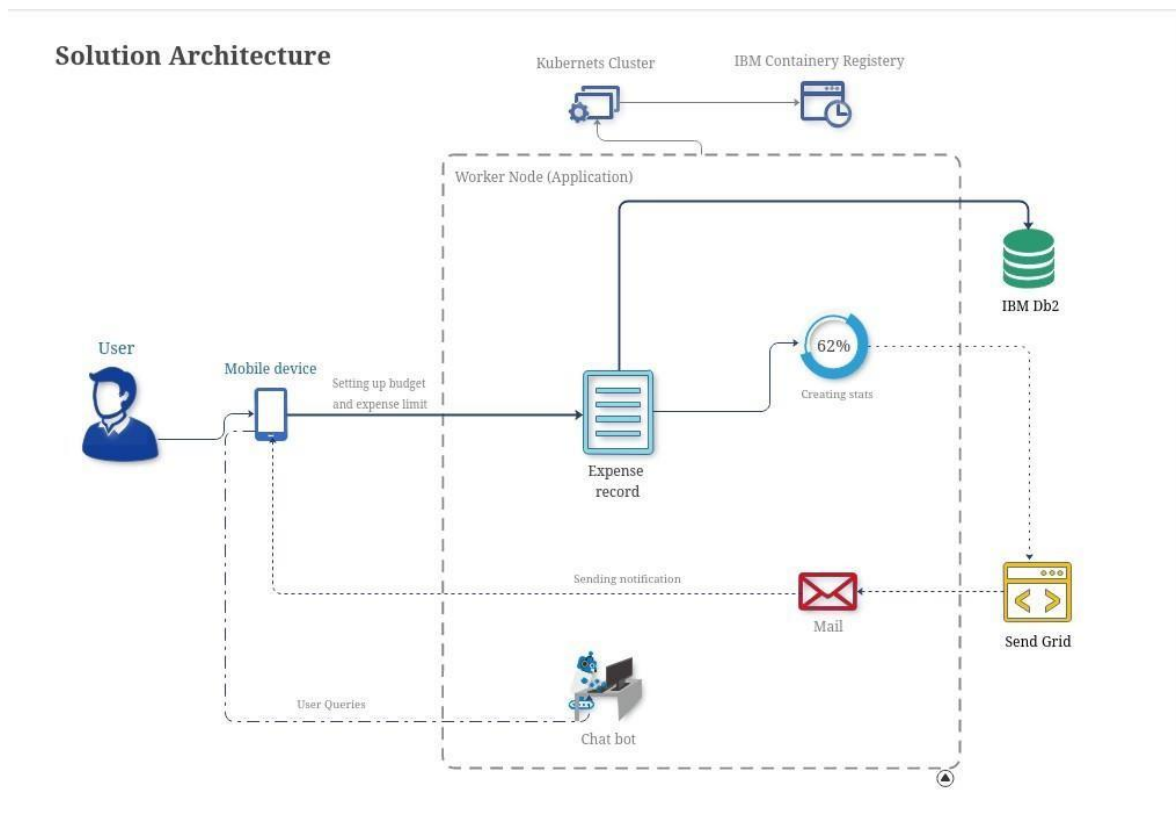 Solution Architecture
Kubernets Cluster
IBM Containery Registery
Worker Node (Application)
IBM Db2
User
Mobile device
Setting up budget
and expense limit
62%
Creating stats
Expense
record
Sending notification
Mail
Send Grid
User Queries
Chat bot